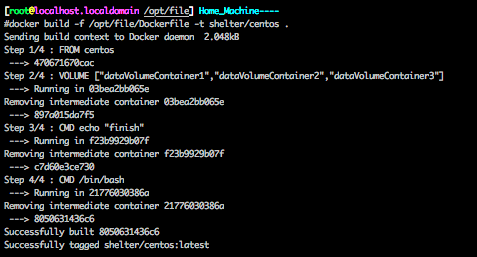 [root@localhost.localdomain /opt/file] Home_Machine----
#docker build -f /opt/file/Dockerfile -t shelter/centos .
Sending build context to Docker daemon  2.048kB
Step 1/4 : FROM centos
 ---> 470671670cac
Step 2/4 : VOLUME ["dataVolumeContainer1","dataVolumeContainer2","dataVolumeContainer3"]
 ---> Running in 03bea2bb065e
Removing intermediate container 03bea2bb065e
 ---> 897a015da7f5
Step 3/4 : CMD echo "finish"
 ---> Running in f23b9929b07f
Removing intermediate container f23b9929b07f
 ---> c7d60e3ce730
Step 4/4 : CMD /bin/bash
 ---> Running in 21776030386a
Removing intermediate container 21776030386a
 ---> 8050631436c6
Successfully built 8050631436c6
Successfully tagged shelter/centos:latest